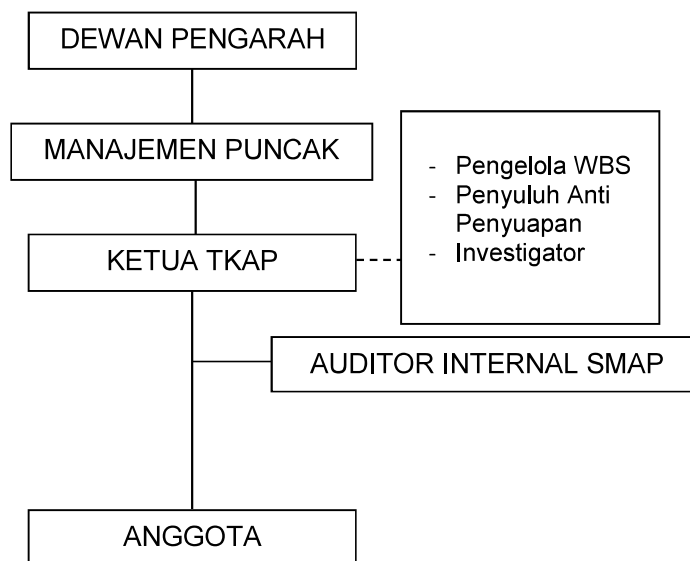 DEWAN PENGARAH
MANAJEMEN PUNCAK
- Pengelola WBS
- Penyuluh Anti
Penyuapan
- Investigator
KETUA TKAP
AUDITOR INTERNAL SMAP
ANGGOTA